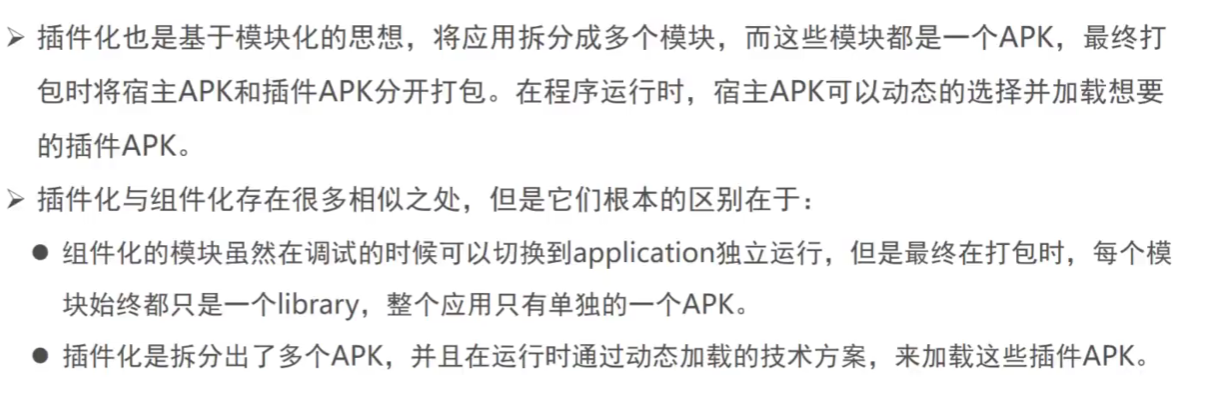 ➢ 插件化也是基于模块化的思想，将应用拆分成多个模块，而这些模块都是一个APK，最终打
包时将宿主APK和插件APK分开打包。在程序运行时，宿主APK可以动态的选择并加载想要
的插件APK。
➢ 插件化与组件化存在很多相似之处，但是它们根本的区别在于：
● 组件化的模块虽然在调试的时候可以切换到application独立运行，但是最终在打包时，每个模
块始终都只是一个library，整个应用只有单独的一个APK。
● 插件化是拆分出了多个APK，并且在运行时通过动态加载的技术方案，来加载这些插件APK。